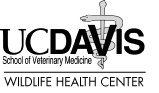 UCDAVIS
School of Veterinary Medicine
WILDLIFE HEALTH CENTER